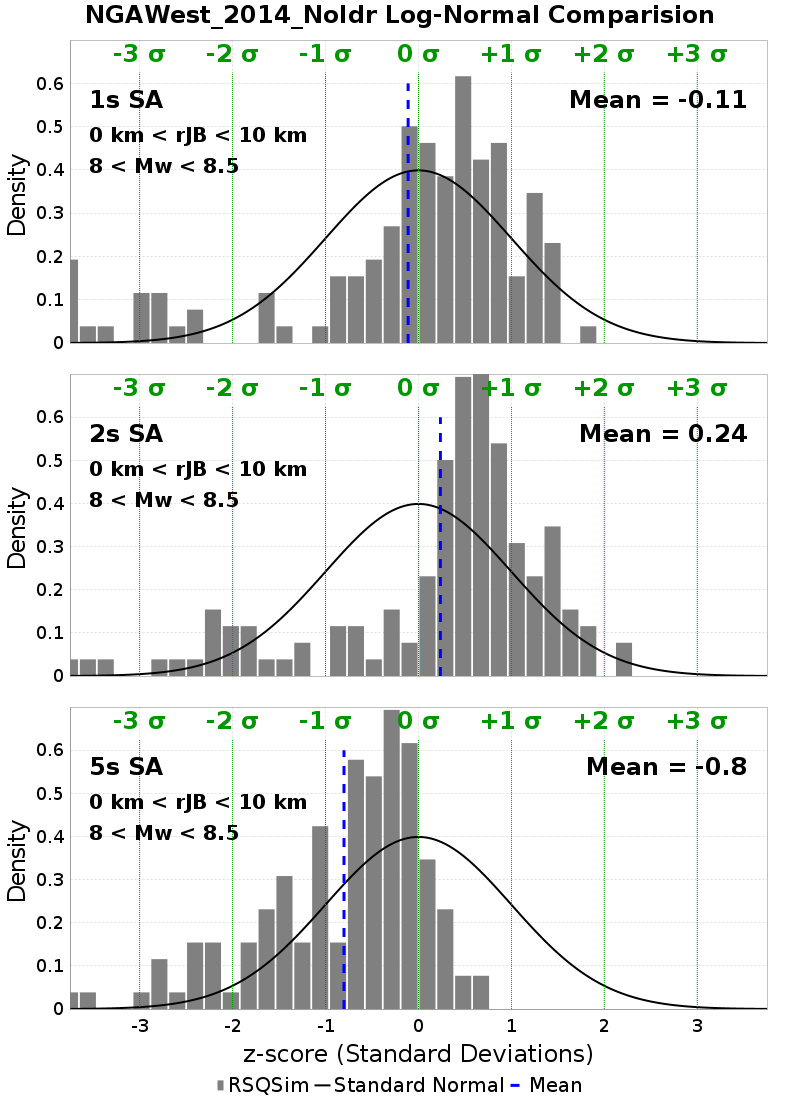 NGAWest_2014_NoIdr Log-Normal Comparision
-3 σ -2 σ -1 σ 0 σ +1 σ +2 σ +3 σ
1s SA
Mean = -0.11
0 km < rJB < 10 km
8 < Mw < 8.5
Density
0.6
0.5
0.4
0.3
0.2
0.1
0
-3 σ -2 σ -1 σ 0 σ +1 σ +2 σ +3 σ
2s SA
Mean = 0.24
0 km < rJB < 10 km
8 < Mw < 8.5
Density
0.6
0.5
0.4
0.3
0.2
0.1
0
-3 σ -2 σ -1 σ 0 σ +1 σ +2 σ +3 σ
5s SA
Mean = -0.8
0 km < rJB < 10 km
8 < Mw < 8.5
Density
0.6
0.5
0.4
0.3
0.2
0.1
0
-3 -2 -1 0 1 2 3
z-score (Standard Deviations)
RSQSim Standard Normal Mean